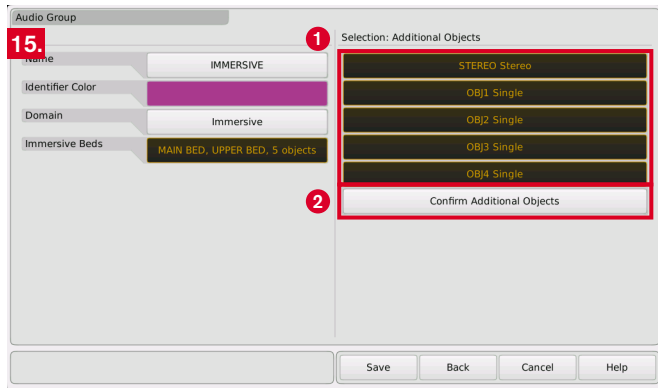 Audio Group
15.
1
Selection: Additional Objects
Name
IMMERSIVE
STEREO Stereo
Identifier Color
OBJ1 Single
Domain
Immersive
OBJ2 Single
Immersive Beds
MAIN BED, UPPER BED, 5 objects
OBJ3 Single
OBJ4 Single
2
Confirm Additional Objects
Save
Back
Cancel
Help